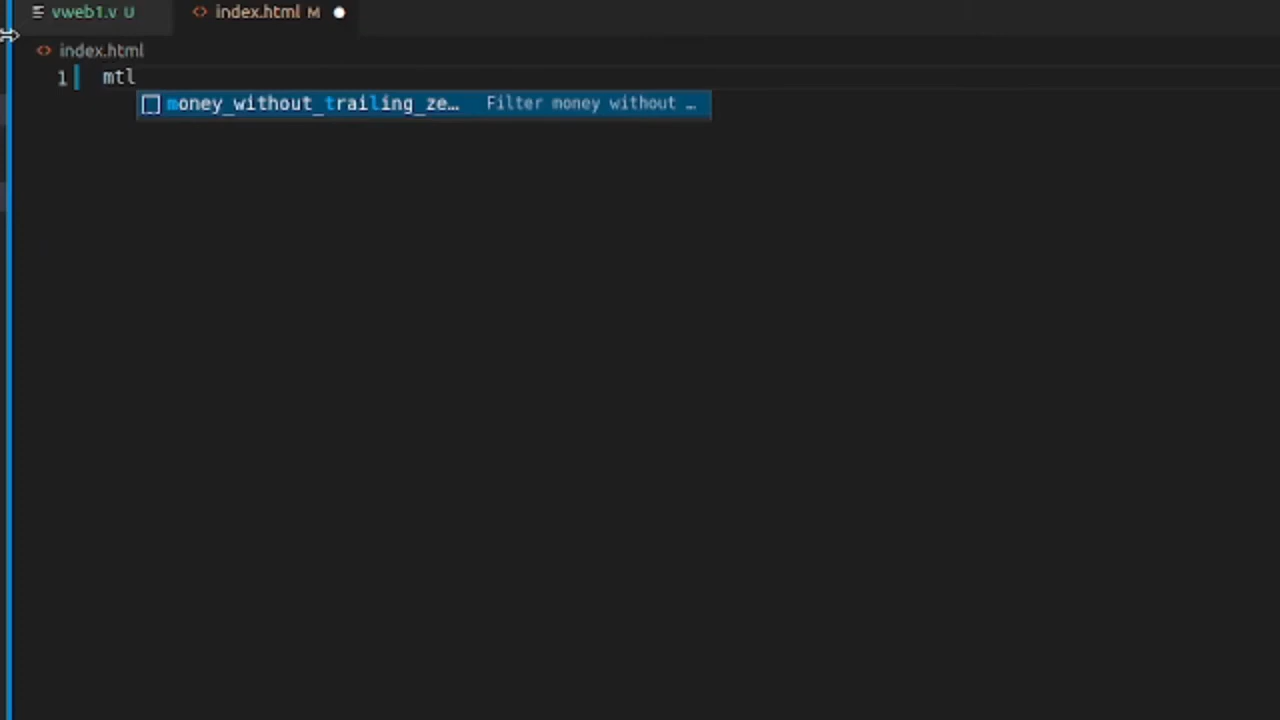 vweb1.v U index.html M
index.html
1 mtl
money_without_trailing_ze… Filter money without …